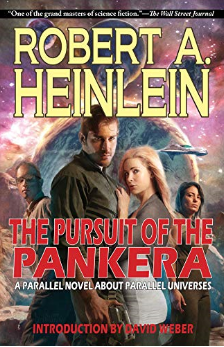 "One of the grand masters of science fiction." —The Wall Street Journal
ROBERT A.
HEINLEIN
THE PURSUIT OF THE
PANKERA
A PARALLEL NOVEL ABOUT PARALLEL UNIVERSES
INTRODUCTION BY DAVID WEBER